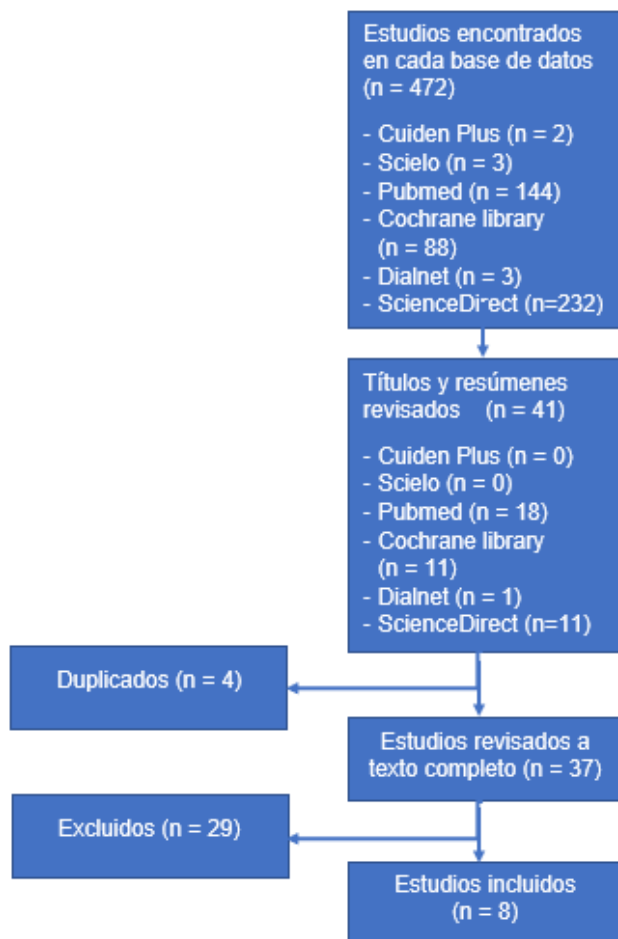 Estudios encontrados
en cada base de datos
(n = 472)
- Cuiden Plus (n = 2)
- Scielo (n = 3)
- Pubmed (n = 144)
- Cochrane library
(n = 88)
- Dialnet (n = 3)
- ScienceDirect (n=232)
Títulos y resúmenes
revisados (n = 41)
- Cuiden Plus (n = 0)
- Scielo (n = 0)
- Pubmed (n = 18)
- Cochrane library
(n = 11)
- Dialnet (n = 1)
- ScienceDirect (n=11)
Duplicados (n = 4)
Estudios revisados a
texto completo (n = 37)
Excluidos (n = 29)
Estudios incluidos
(n = 8)